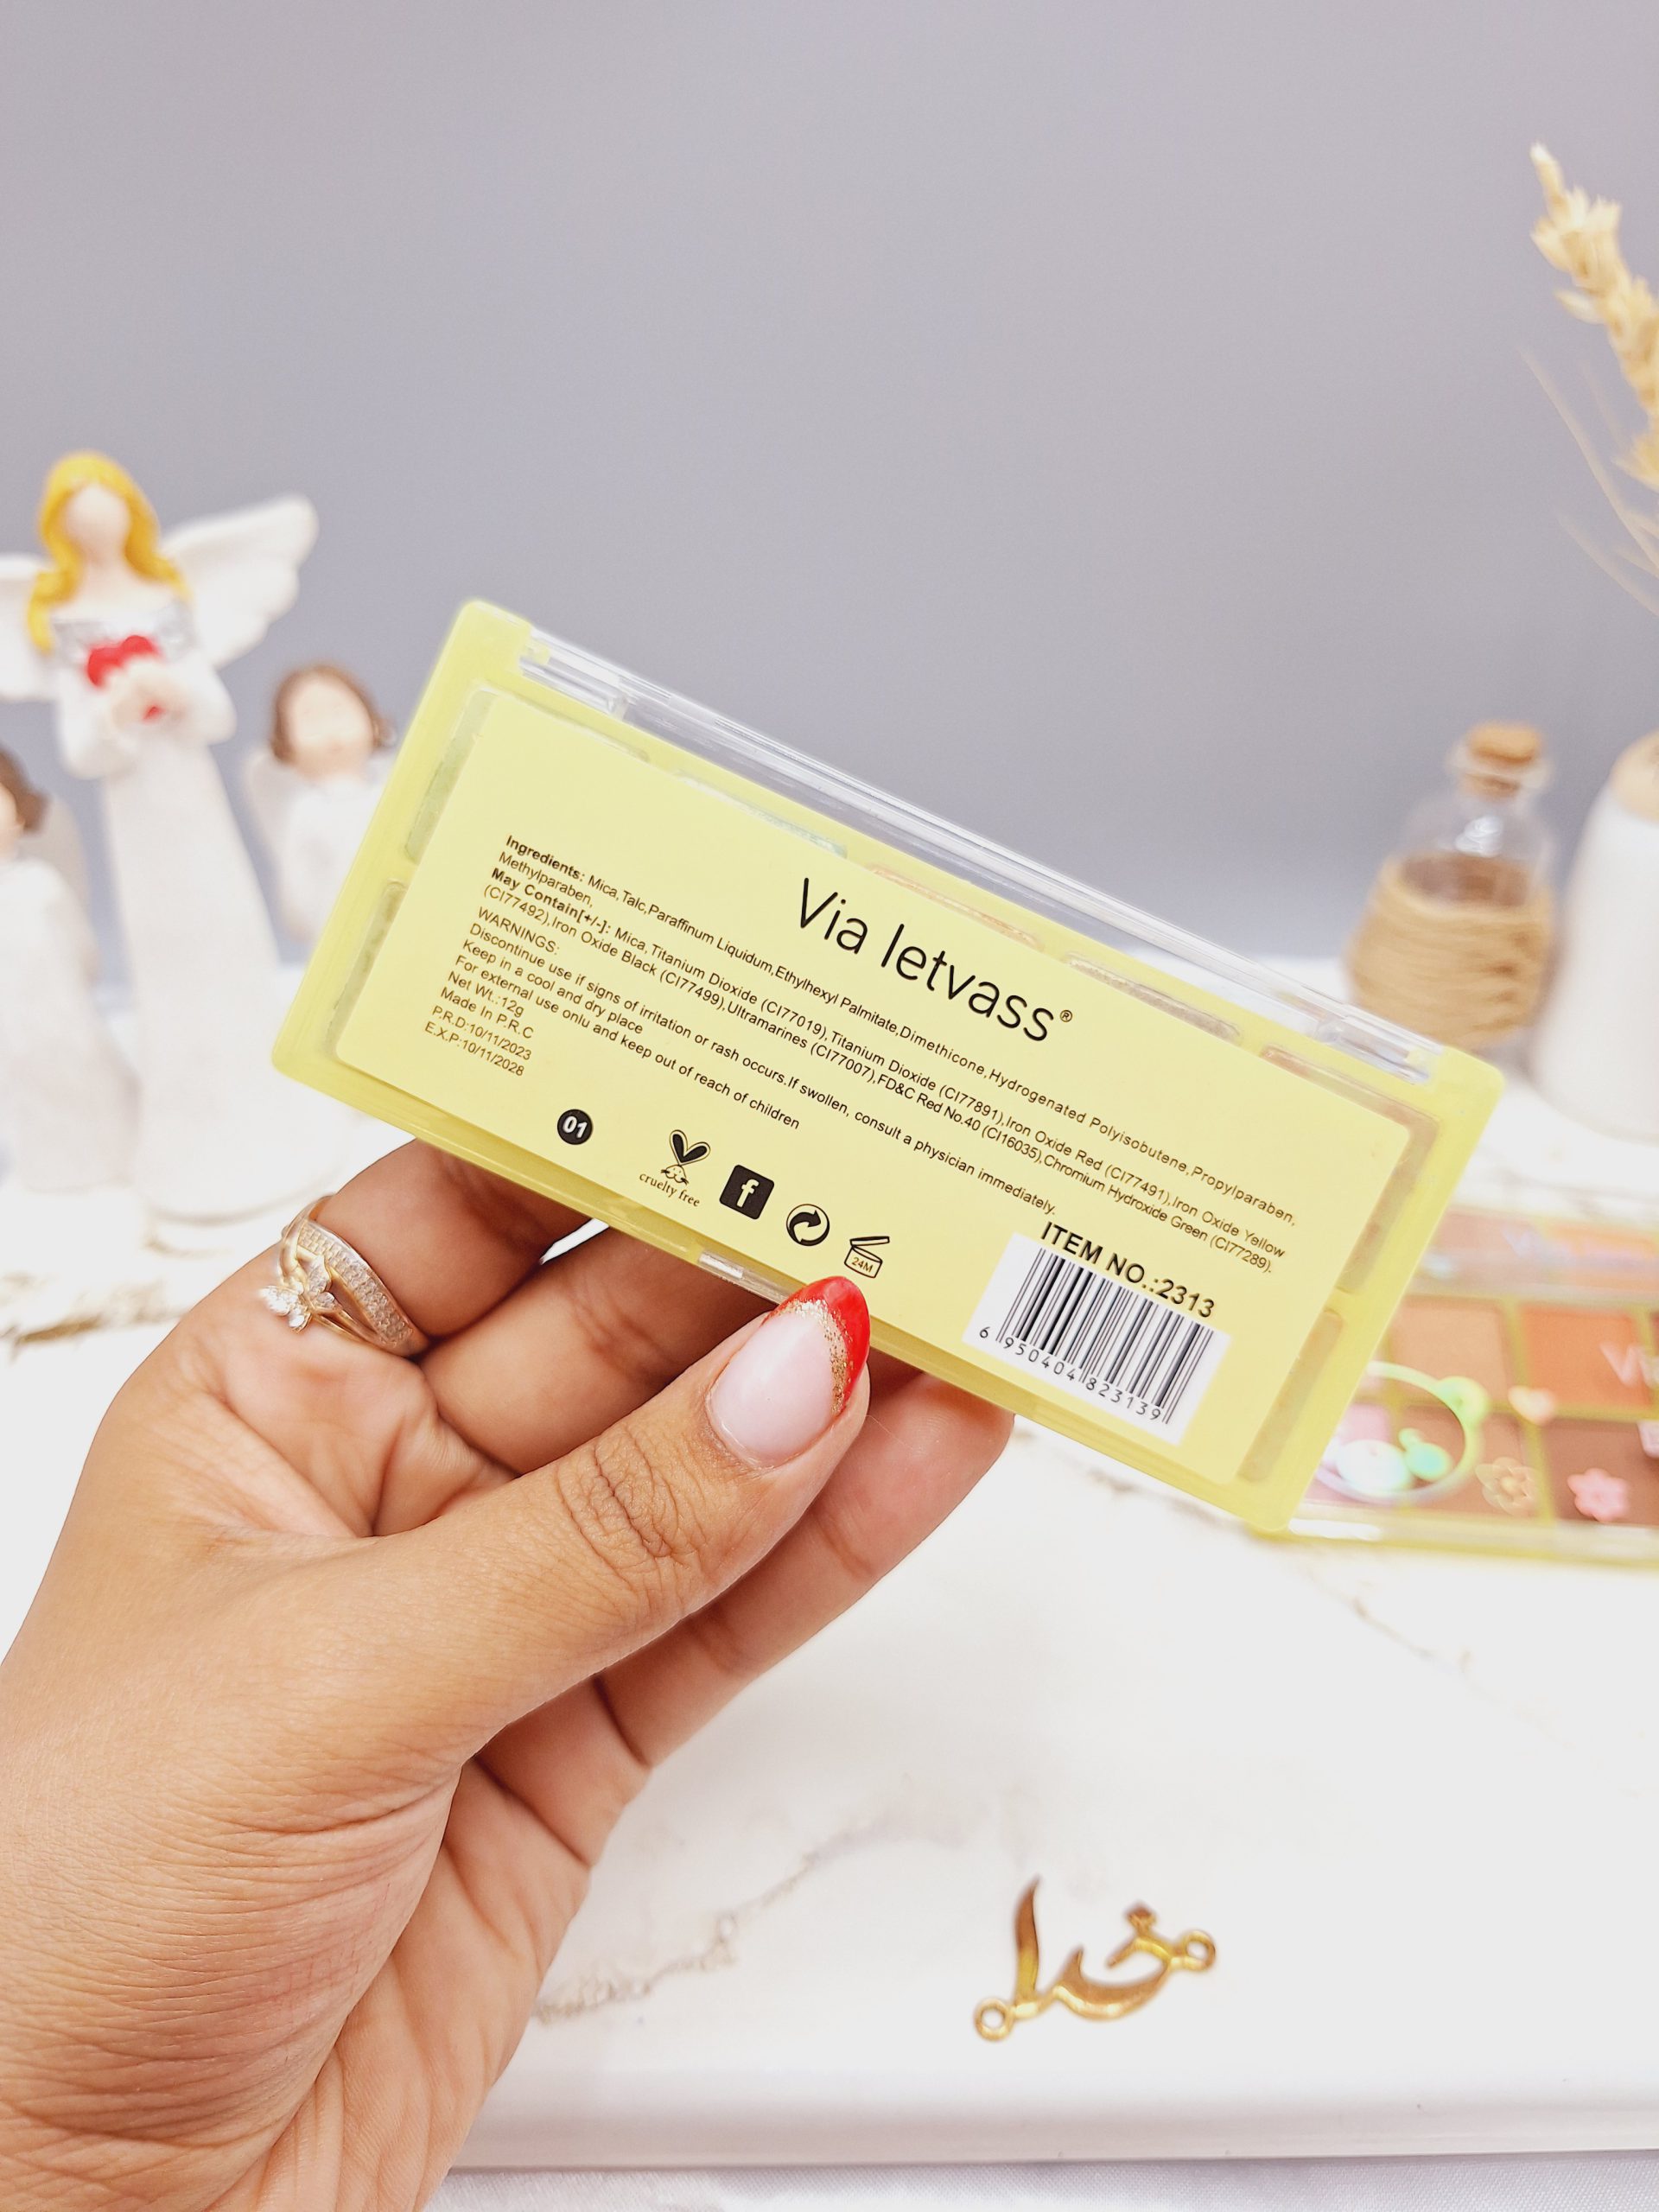 Via letvass®
Ingredients: Mica,Talc,Paraffinum Liquidum,Ethylhexyl Palmitate,Dimethicone,Hydrogenated Polyisobutene,Propylparaben,
Methylparaben,
May Contain[+/-]: Mica,Titanium Dioxide (CI77019),Titanium Dioxide (CI77891),Iron Oxide Red (CI77491),Iron Oxide Yellow
(CI77492),Iron Oxide Black (CI77499),Ultramarines (CI77007),FD&C Red No.40 (CI16035),Chromium Hydroxide Green (CI77289).
WARNINGS:
Discontinue use if signs of irritation or rash occurs.If swollen, consult a physician immediately.
Keep in a cool and dry place
For external use onlu and keep out of reach of children
Net Wt.:12g
Made In P.R.C
P.R.D:10/11/2023
E.X.P:10/11/2028
01
cruelty free
f
24M
ITEM NO.:2313
6 950404 823139
خدا